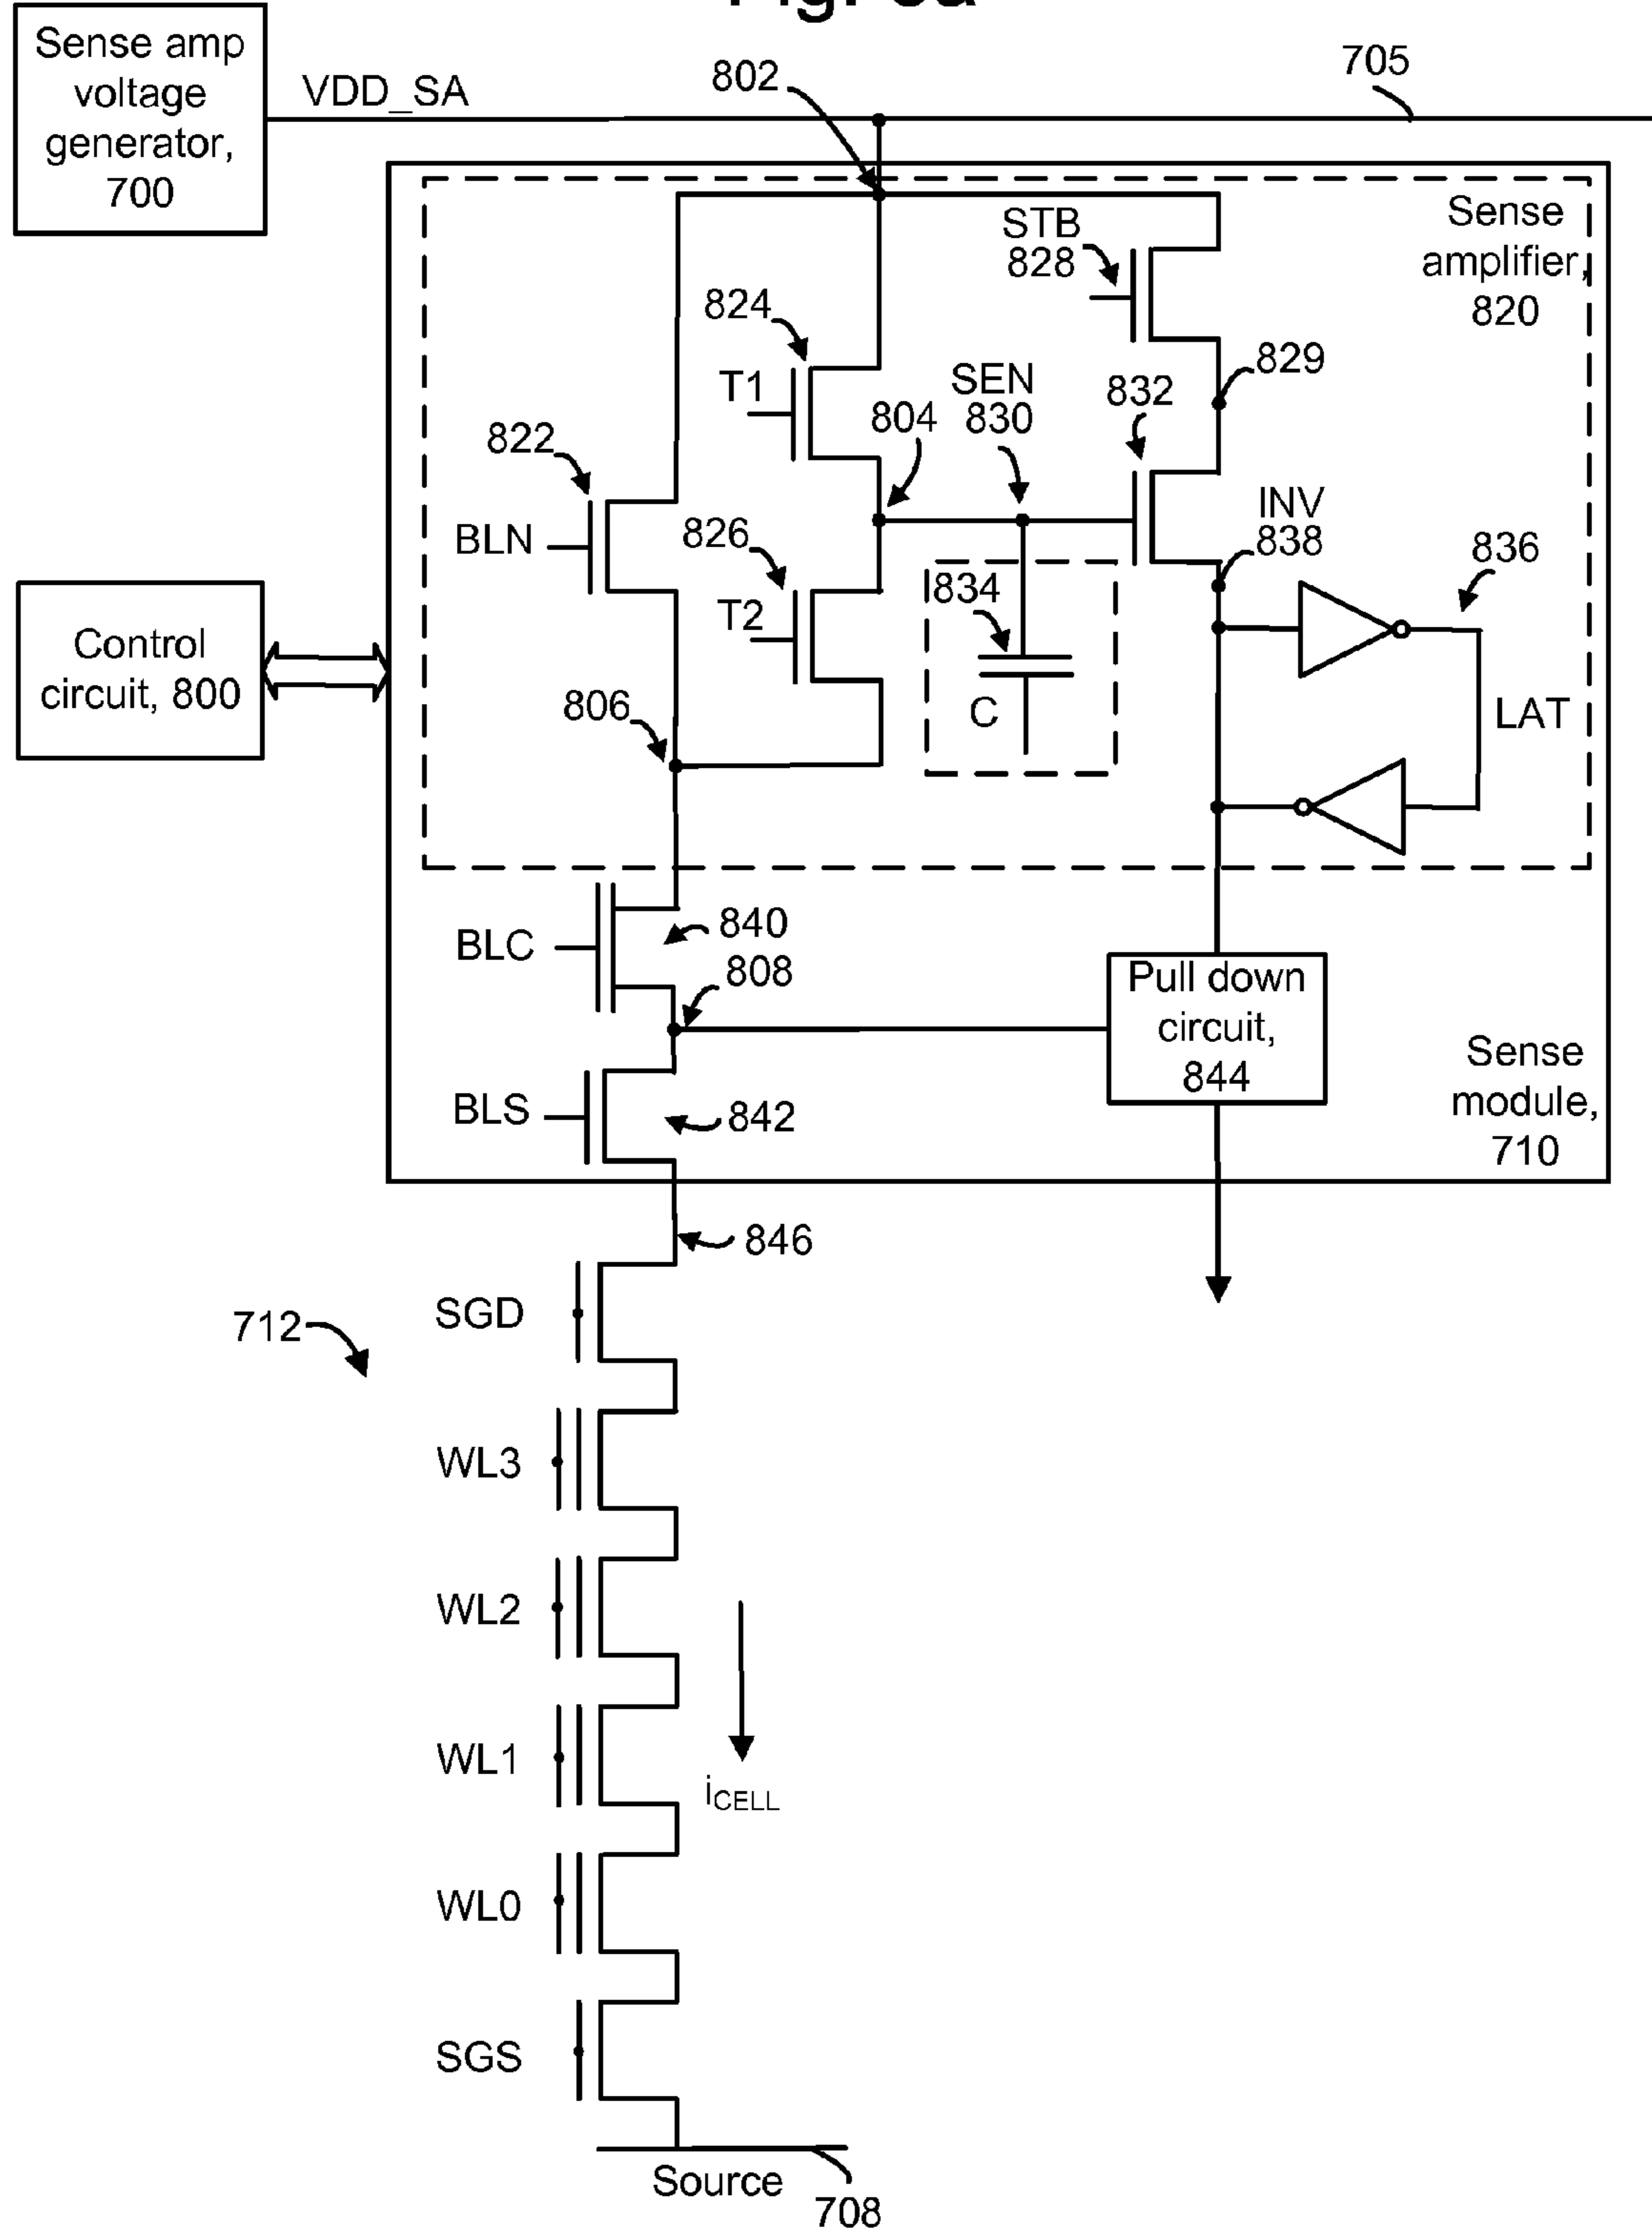 Sense amp
voltage
generator,
700
VDD_SA
802
705
Sense
amplifier,
820
STB
828
824
829
T1
SEN
830
832
804
822
INV
838
BLN
826
836
834
T2
Control
circuit, 800
806
C
LAT
840
BLC
808
Pull down
circuit,
844
Sense
module,
710
BLS
842
846
SGD
712
WL3
WL2
WL1
iCELL
WL0
SGS
Source
708